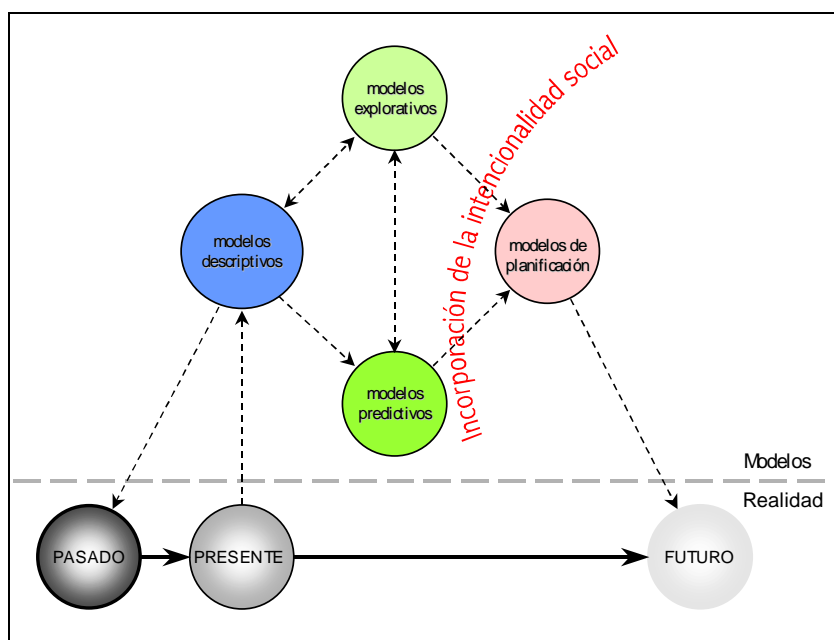 modelos
explorativos
Incorporación de la intencionalidad social
modelos
descriptivos
modelos de
planificación
modelos
predictivos
Modelos
Realidad
PASADO
PRESENTE
FUTURO